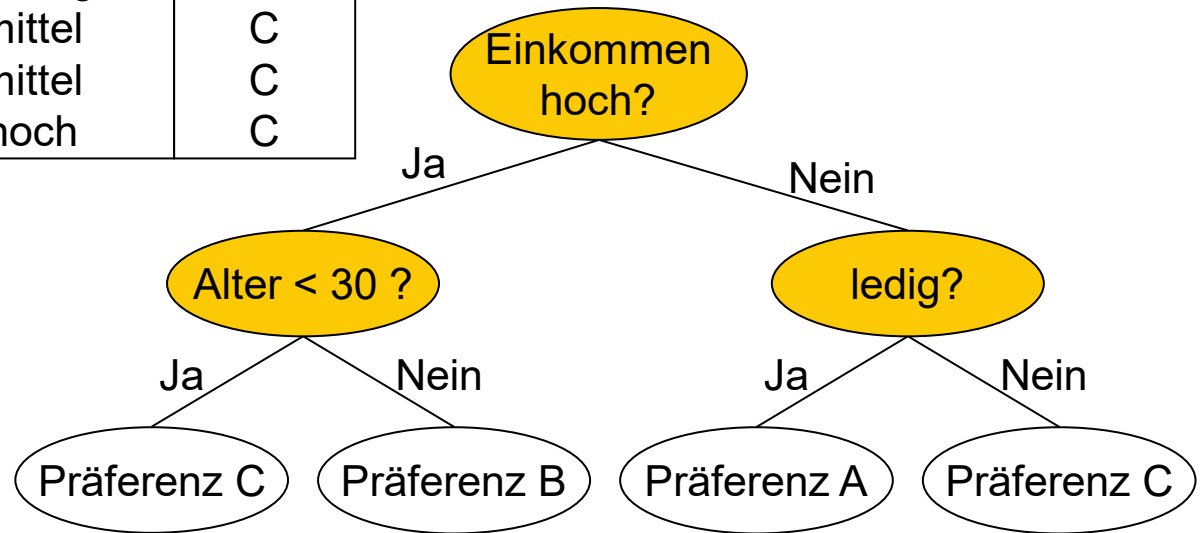 mittel C
mittel C
hoch C
Einkommen
hoch?
Ja
Nein
Alter < 30 ?
ledig?
Ja
Nein
Ja
Nein
Präferenz C
Präferenz B
Präferenz A
Präferenz C